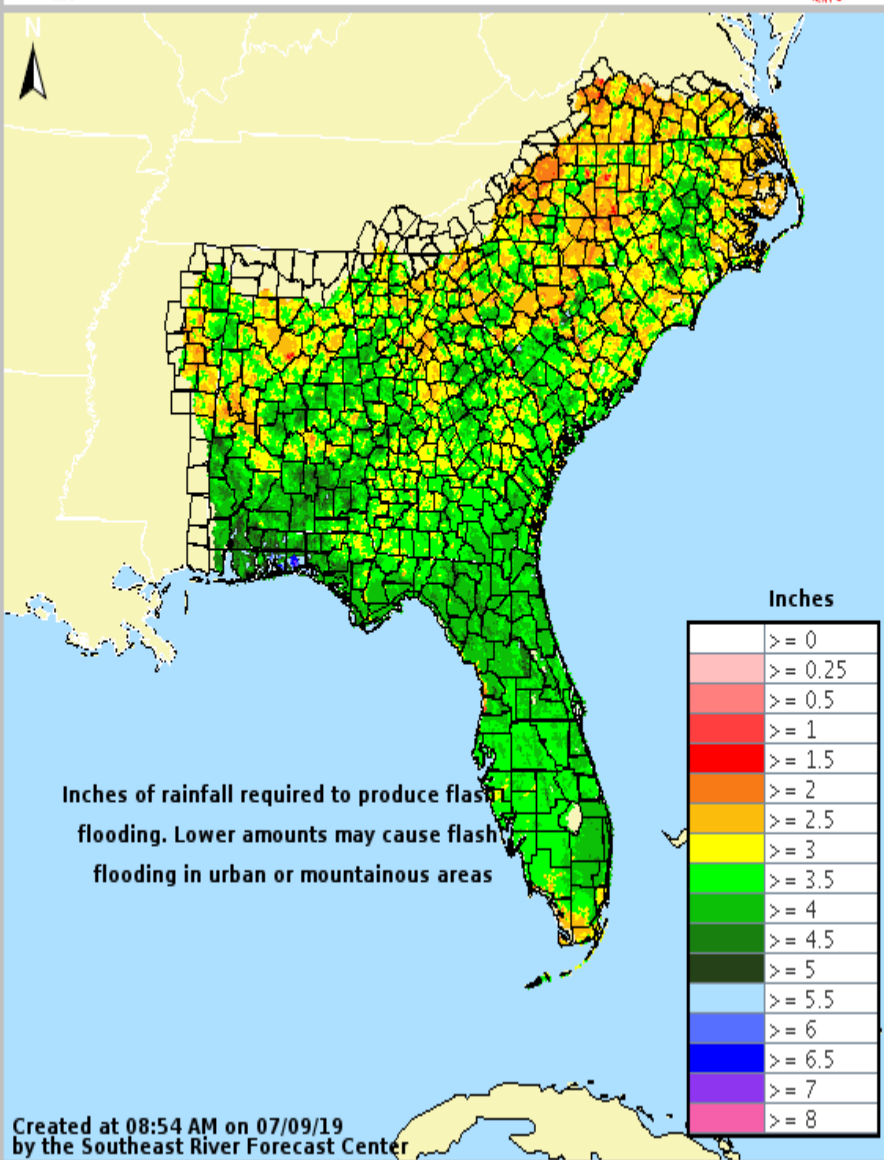 N
Inches
>= 0
>= 0.25
>= 0.5
>= 1
>= 1.5
>= 2
>= 2.5
>= 3
>= 3.5
>= 4
>= 4.5
>= 5
>= 5.5
>= 6
>= 6.5
>= 7
>= 8
Inches of rainfall required to produce flash
flooding. Lower amounts may cause flash
flooding in urban or mountainous areas
Created at 08:54 AM on 07/09/19
by the Southeast River Forecast Center